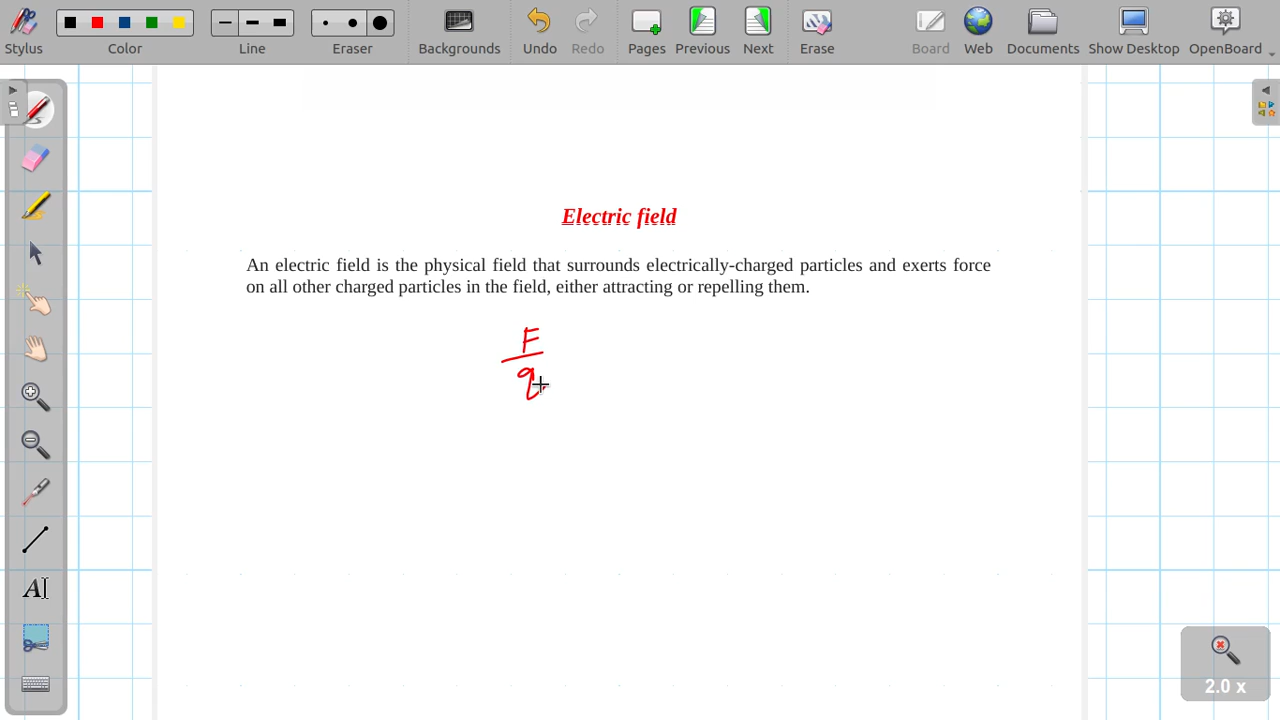 Stylus Color Line Eraser Backgrounds Undo Redo Pages Previous Next Erase Board Web Documents Show Desktop OpenBoard
Electric field
An electric field is the physical field that surrounds electrically-charged particles and exerts force
on all other charged particles in the field, either attracting or repelling them.
F
q
AI
2.0 x